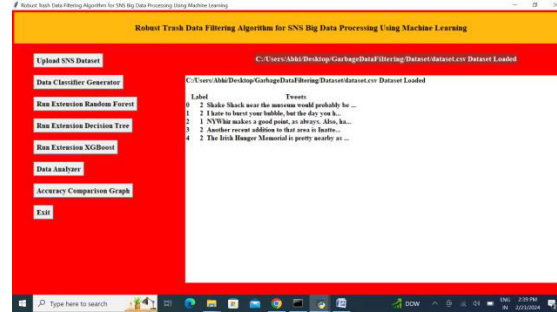 Robust Trash Data Filtering Algorithm for SNS Big Data Processing Using Machine Learning
Robust Trash Data Filtering Algorithm for SNS Big Data Processing Using Machine Learning
Upload SNS Dataset
C:/Users/Abhi/Desktop/GarbageDataFiltering/Dataset/dataset.csv Dataset Loaded
Data Classifier Generator
Run Extension Random Forest
Run Extension Decision Tree
Run Extension XGBoost
Data Analyzer
Accuracy Comparison Graph
Exit
C:/Users/Abhi/Desktop/GarbageDataFiltering/Dataset/dataset.csv Dataset Loaded
Label Tweets
0 2 Shake Shack near the museum would probably be ...
1 2 I hate to burst your bubble, but the day you h...
2 1 NYWhiz makes a good point, as always. Also, ha...
3 2 Another recent addition to that area is Inatte...
4 2 The Irish Hunger Memorial is pretty nearby as ...
Type here to search
DOW
ENG
IN
2:39 PM
2/23/2024